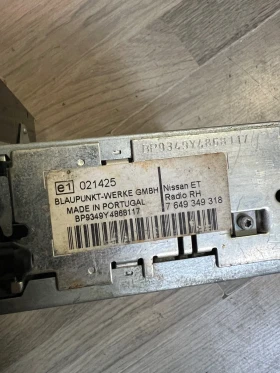 BP9349Y4868117
e1 021425
BLAUPUNKT-WERKE GMBH
MADE IN PORTUGAL
BP9349Y4868117
Nissan ET
Radio RH
7 649 349 318